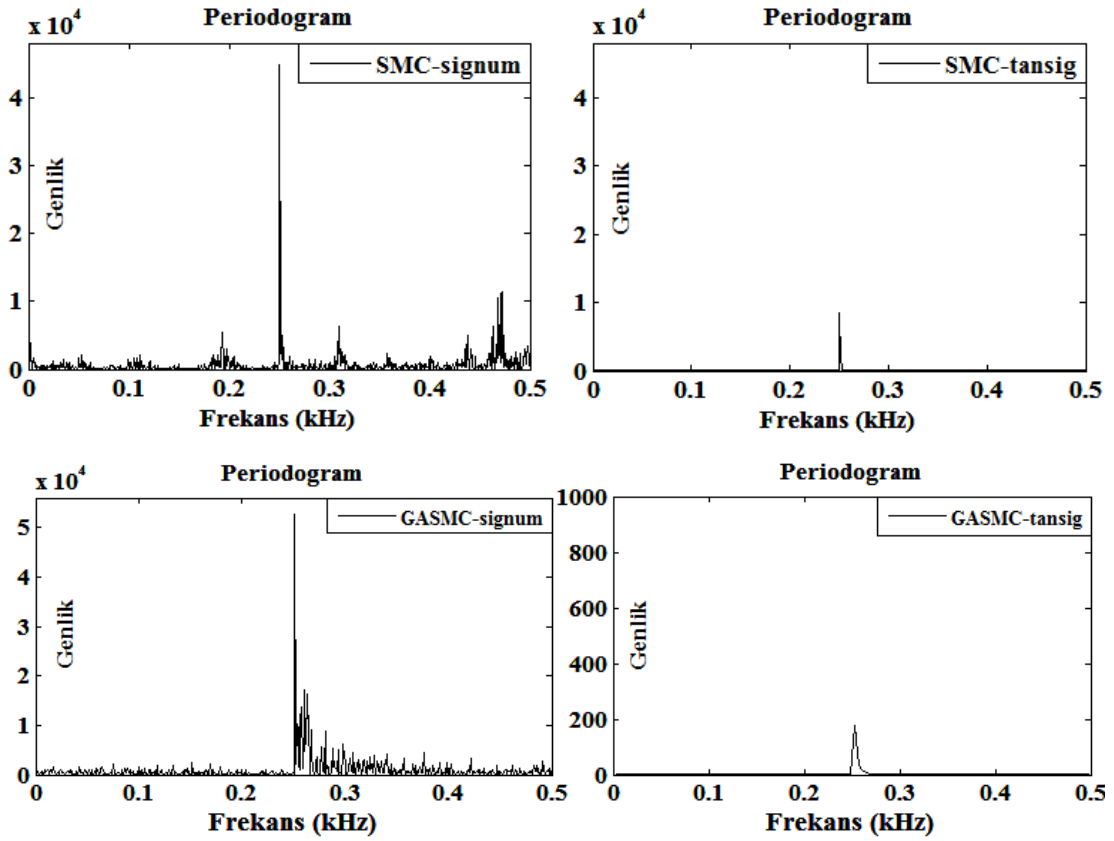 Periodogram
x 10^4
SMC-signum
4
3
2
1
0
Genlik
0 0.1 0.2 0.3 0.4 0.5
Frekans (kHz)
Periodogram
x 10^4
SMC-tansig
4
3
2
1
0
Genlik
0 0.1 0.2 0.3 0.4 0.5
Frekans (kHz)
Periodogram
x 10^4
GASMC-signum
5
4
3
2
1
0
Genlik
0 0.1 0.2 0.3 0.4 0.5
Frekans (kHz)
Periodogram
GASMC-tansig
1000
800
600
400
200
0
Genlik
0 0.1 0.2 0.3 0.4 0.5
Frekans (kHz)